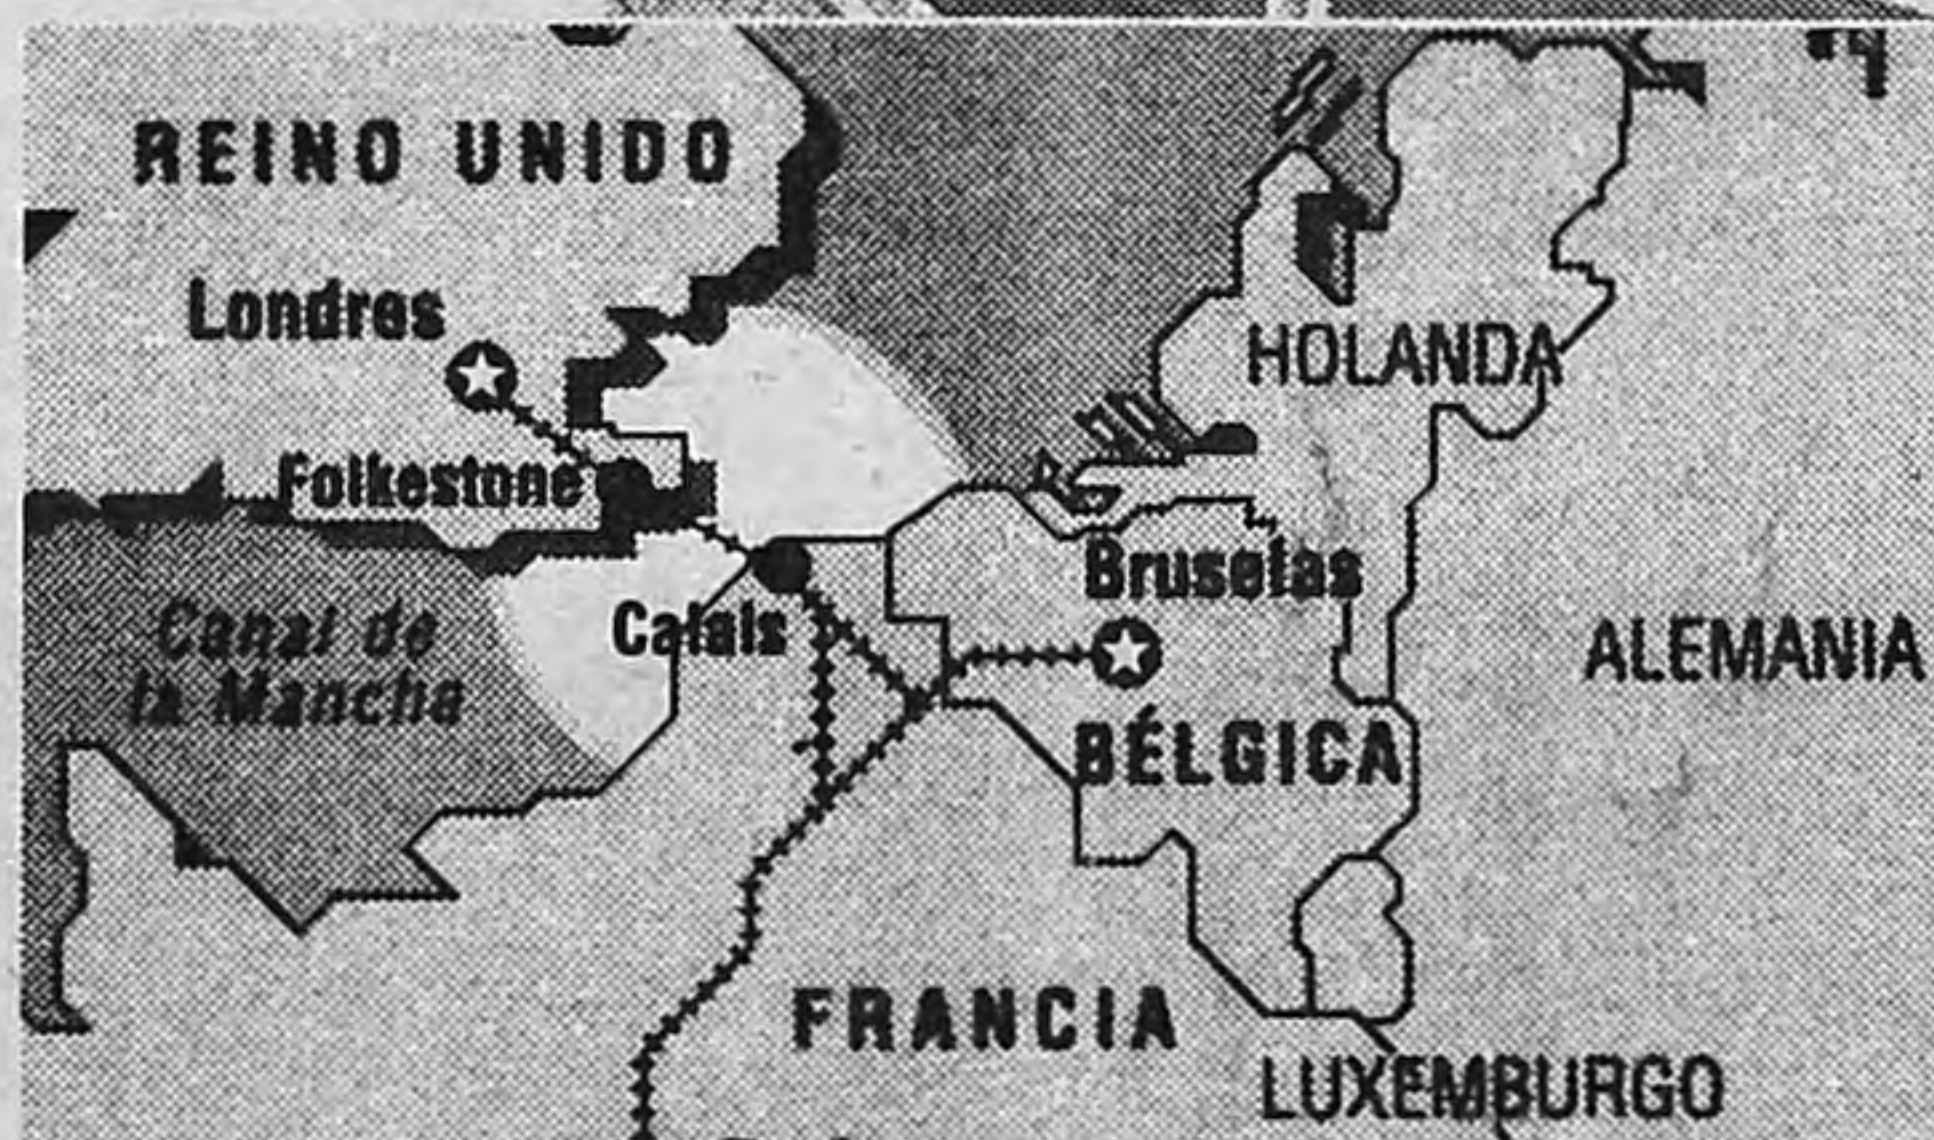 REINO UNIDO
Londres
HOLANDA
Folkestone
Bruselas
Calais
Canal de
la Mancha
ALEMANIA
BÉLGICA
FRANCIA
LUXEMBURGO